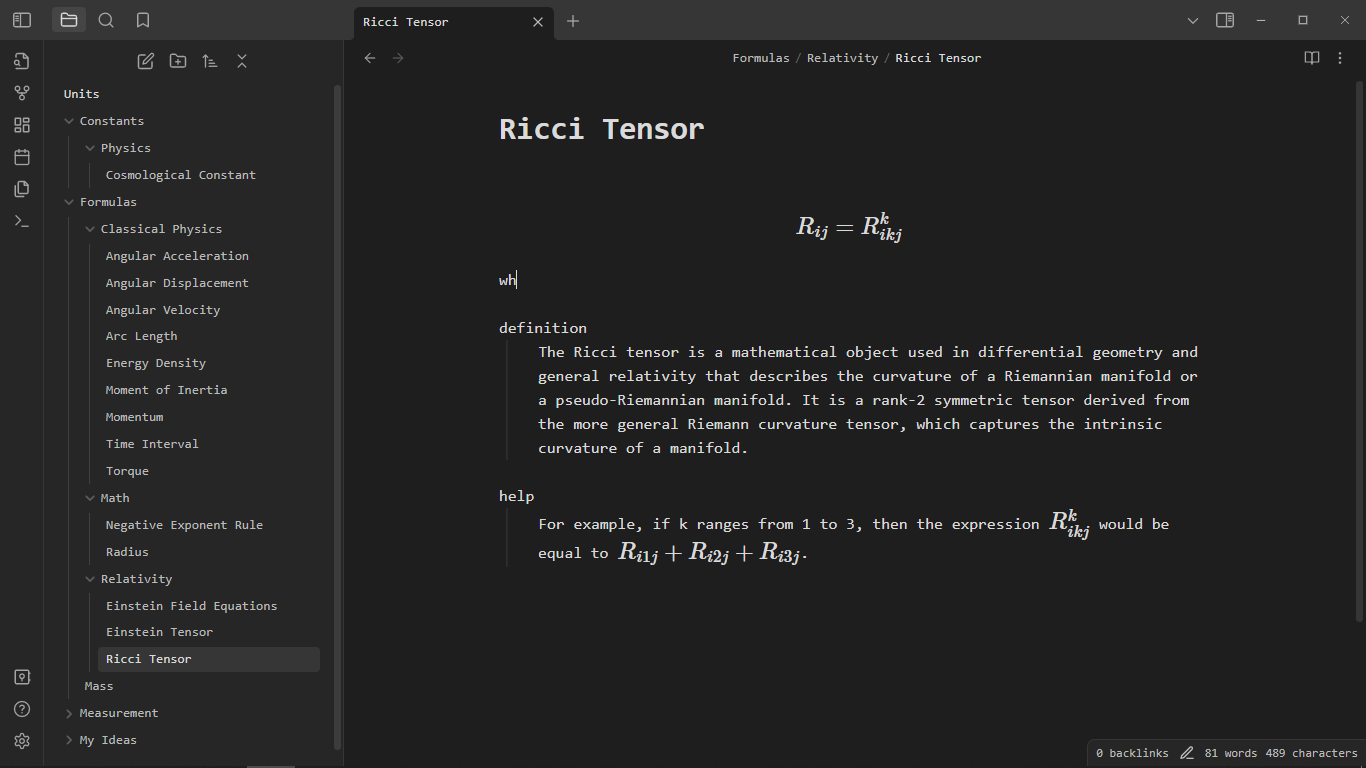 Ricci Tensor
Formulas / Relativity / Ricci Tensor
Units
Constants
Physics
Cosmological Constant
Formulas
Classical Physics
Angular Acceleration
Angular Displacement
Angular Velocity
Arc Length
Energy Density
Moment of Inertia
Momentum
Time Interval
Torque
Math
Negative Exponent Rule
Radius
Relativity
Einstein Field Equations
Einstein Tensor
Ricci Tensor
Mass
Measurement
My Ideas
Ricci Tensor
R_{ij} = R^k_{ikj}
wh
definition
The Ricci tensor is a mathematical object used in differential geometry and
general relativity that describes the curvature of a Riemannian manifold or
a pseudo-Riemannian manifold. It is a rank-2 symmetric tensor derived from
the more general Riemann curvature tensor, which captures the intrinsic
curvature of a manifold.
help
For example, if k ranges from 1 to 3, then the expression R^k_{ikj} would be
equal to R_{i1j} + R_{i2j} + R_{i3j}.
0 backlinks 81 words 489 characters